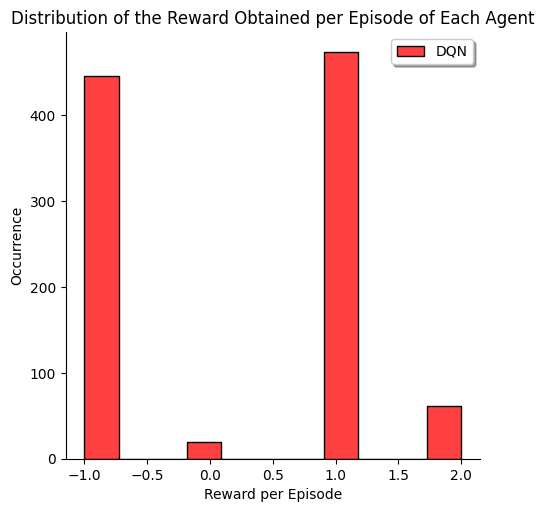 Distribution of the Reward Obtained per Episode of Each Agent
DQN
400
300
200
100
0
Occurrence
−1.0 −0.5 0.0 0.5 1.0 1.5 2.0
Reward per Episode